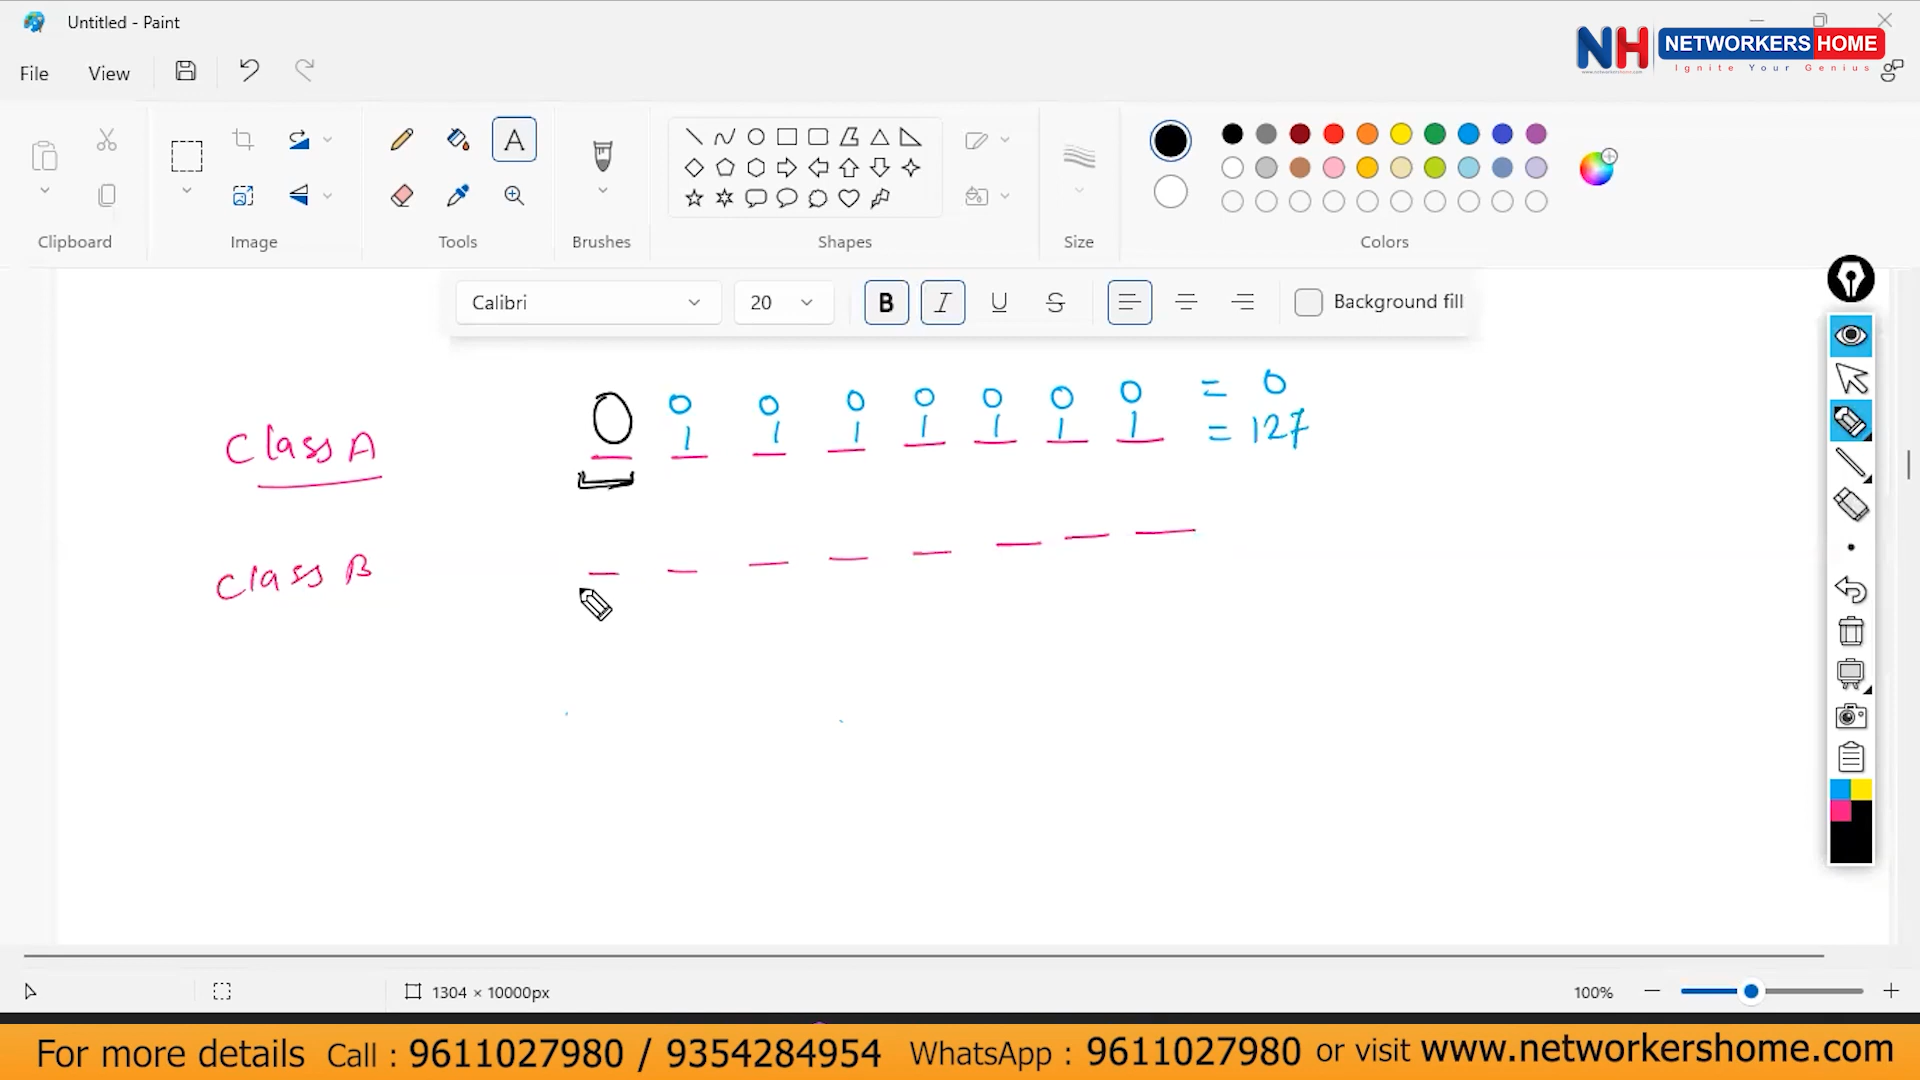 Untitled - Paint
NH NETWORKERS HOME
Ignite Your Genius
File View
Clipboard Image Tools Brushes Shapes Size Colors
Calibri 20 B I U S Background fill
Class A 0 0 0 0 0 0 0 0 = 0
1 1 1 1 1 1 1 = 127
Class B
1304 × 10000px 100%
For more details Call : 9611027980 / 9354284954 WhatsApp : 9611027980 or visit www.networkershome.com